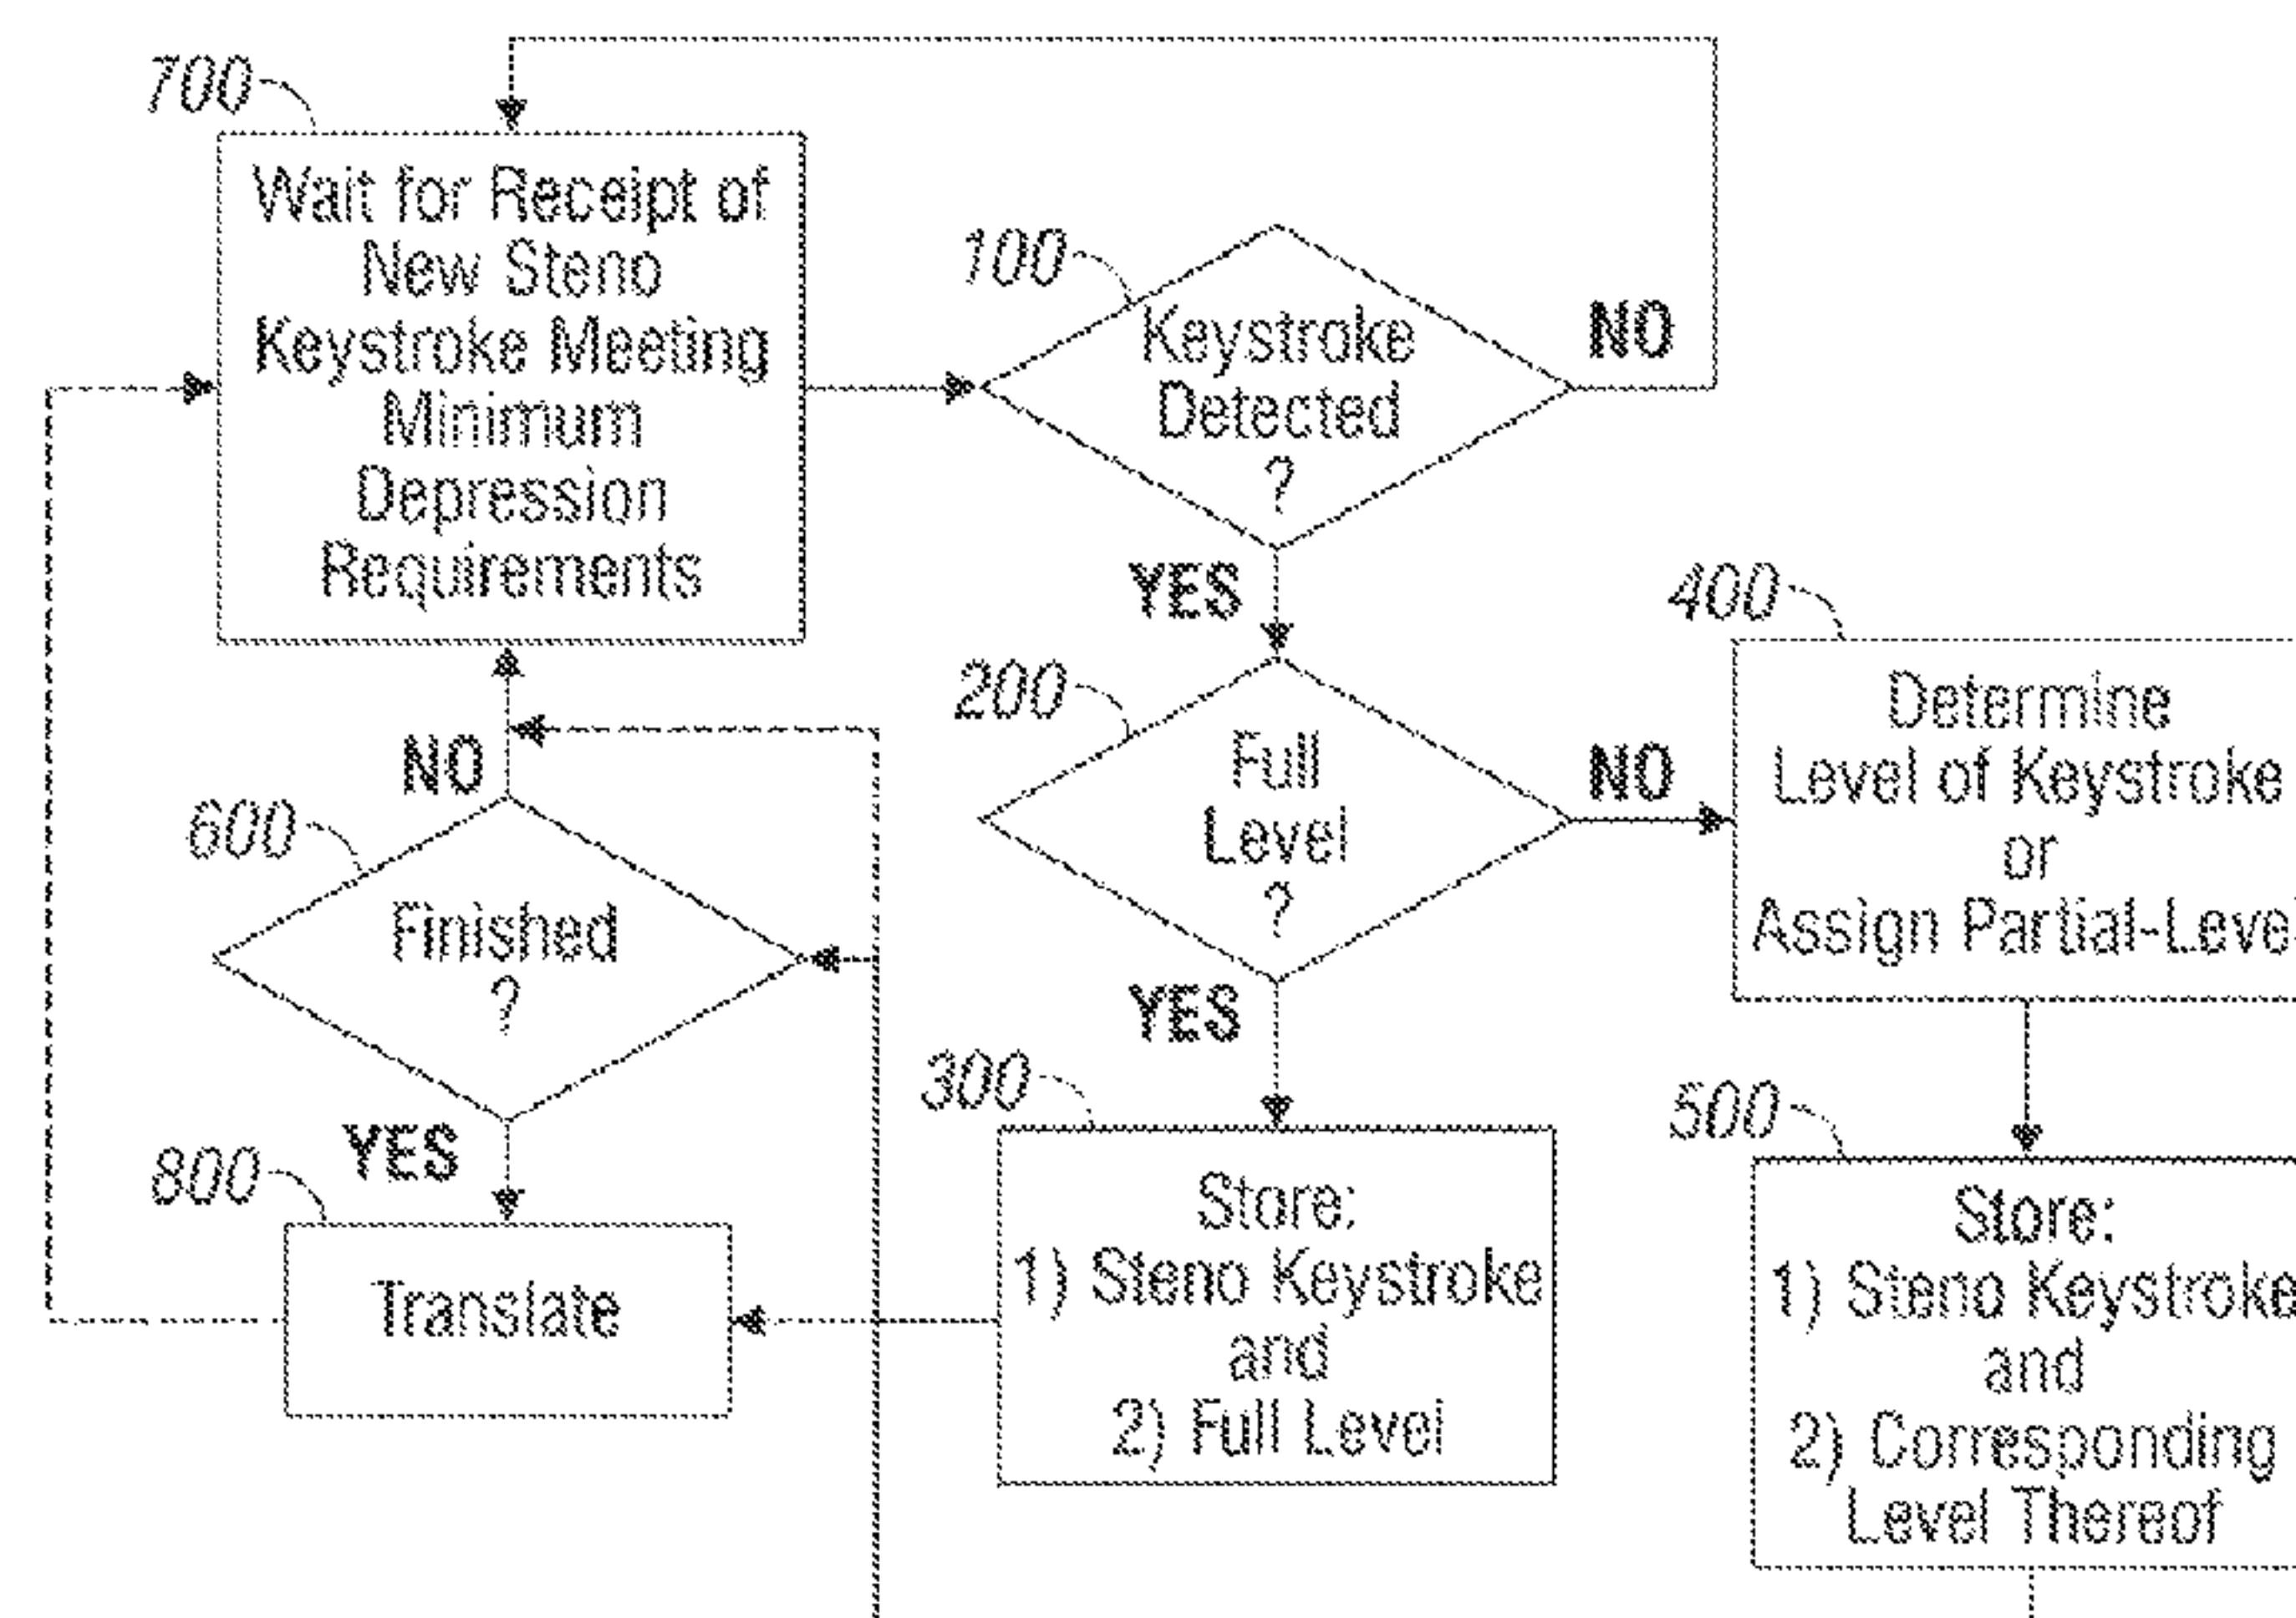 700
Wait for Receipt of
New Steno
Keystroke Meeting
Minimum
Depression
Requirements
100
Keystroke
Detected
?
NO
YES
200
Full
Level
?
NO
YES
400
Determine
Level of Keystroke
or
Assign Partial-Level
600
NO
Finished
?
YES
800
Translate
300
Store:
1) Steno Keystroke
and
2) Full Level
500
Store:
1) Steno Keystroke
and
2) Corresponding
Level Thereof